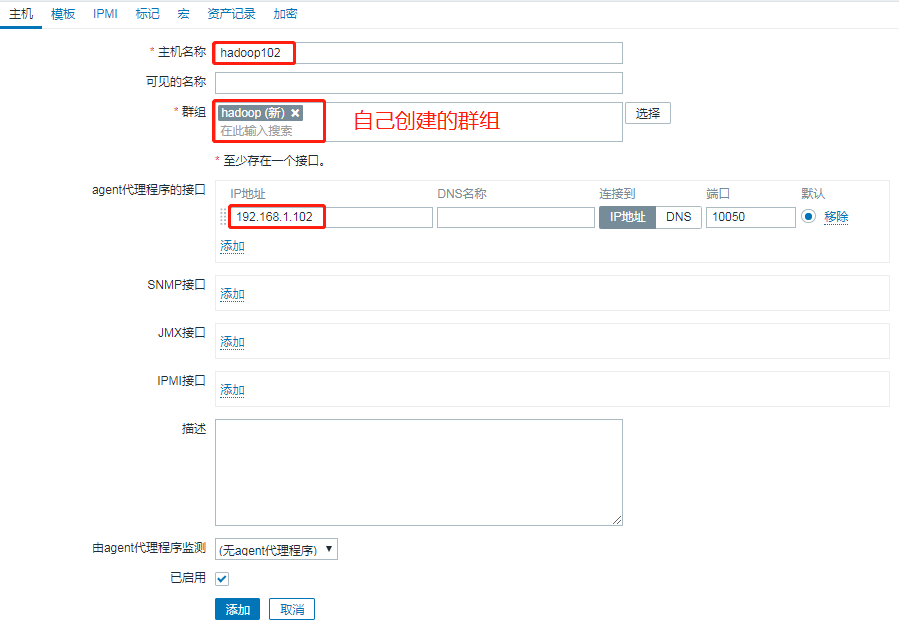 主机 模板 IPMI 标记 宏 资产记录 加密
* 主机名称 hadoop102
可见的名称
* 群组 hadoop (新) ✖ 自己创建的群组 选择
在此输入搜索
* 至少存在一个接口。
agent代理程序的接口 IP地址 DNS名称 连接到 端口 默认
192.168.1.102 IP地址 DNS 10050 移除
添加
SNMP接口 添加
JMX接口 添加
IPMI接口 添加
描述
由agent代理程序监测 (无agent代理程序)
已启用
添加 取消